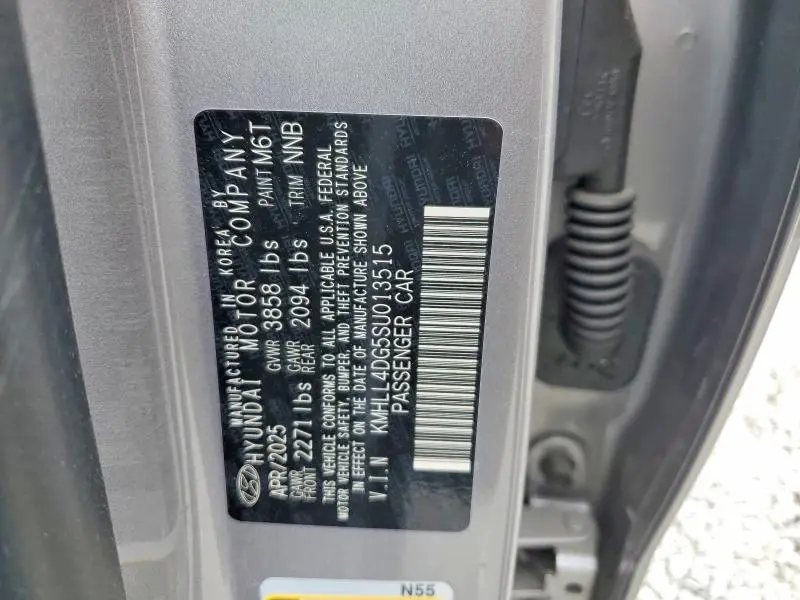 MANUFACTURED IN KOREA BY
HYUNDAI MOTOR COMPANY
APR/2025 GVWR 3858 lbs PAINT M6T
GAWR FRONT 2271 lbs GAWR REAR 2094 lbs TRIM NNB
THIS VEHICLE CONFORMS TO ALL APPLICABLE U.S.A. FEDERAL
MOTOR VEHICLE SAFETY, BUMPER, AND THEFT PREVENTION STANDARDS
IN EFFECT ON THE DATE OF MANUFACTURE SHOWN ABOVE
V.I.N KMHLL4DG5SU013515
PASSENGER CAR
N55